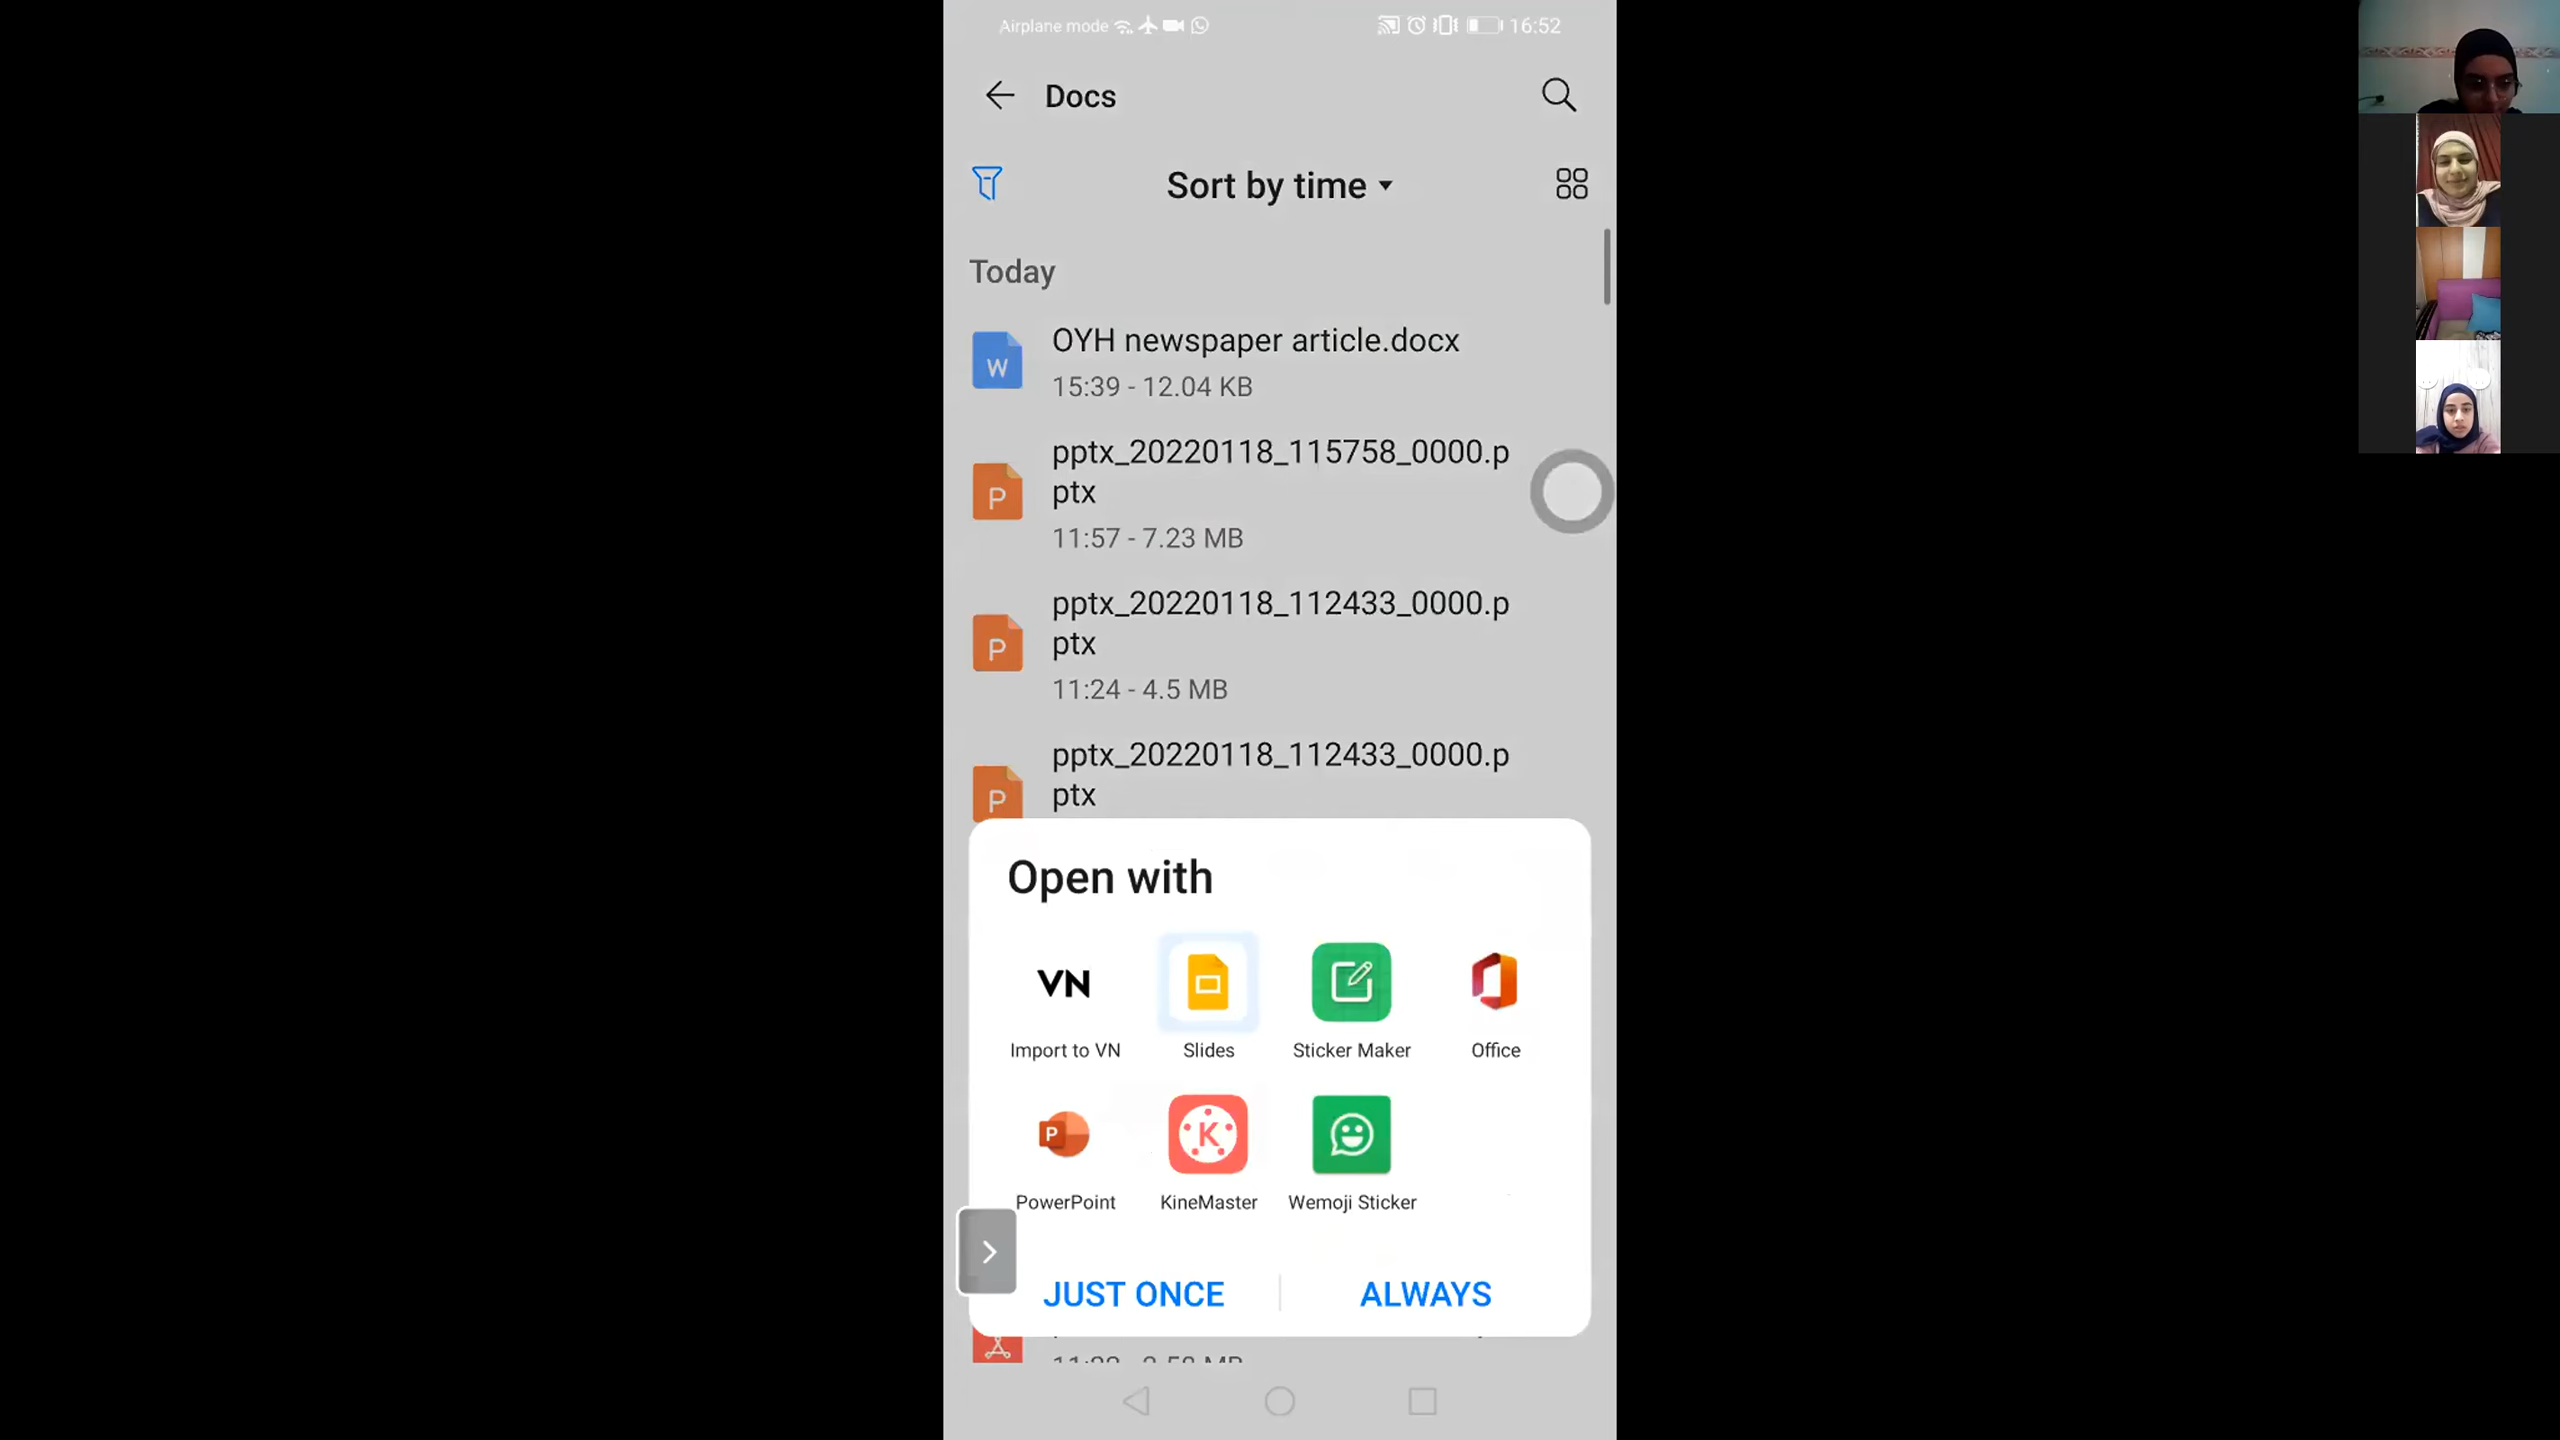 Airplane mode 16:52
Docs
Sort by time
Today
OYH newspaper article.docx
W
15:39 - 12.04 KB
pptx_20220118_115758_0000.p
ptx
P
11:57 - 7.23 MB
pptx_20220118_112433_0000.p
ptx
P
11:24 - 4.5 MB
pptx_20220118_112433_0000.p
ptx
P
Open with
VN
Import to VN Slides Sticker Maker Office
P K
PowerPoint KineMaster Wemoji Sticker
JUST ONCE ALWAYS